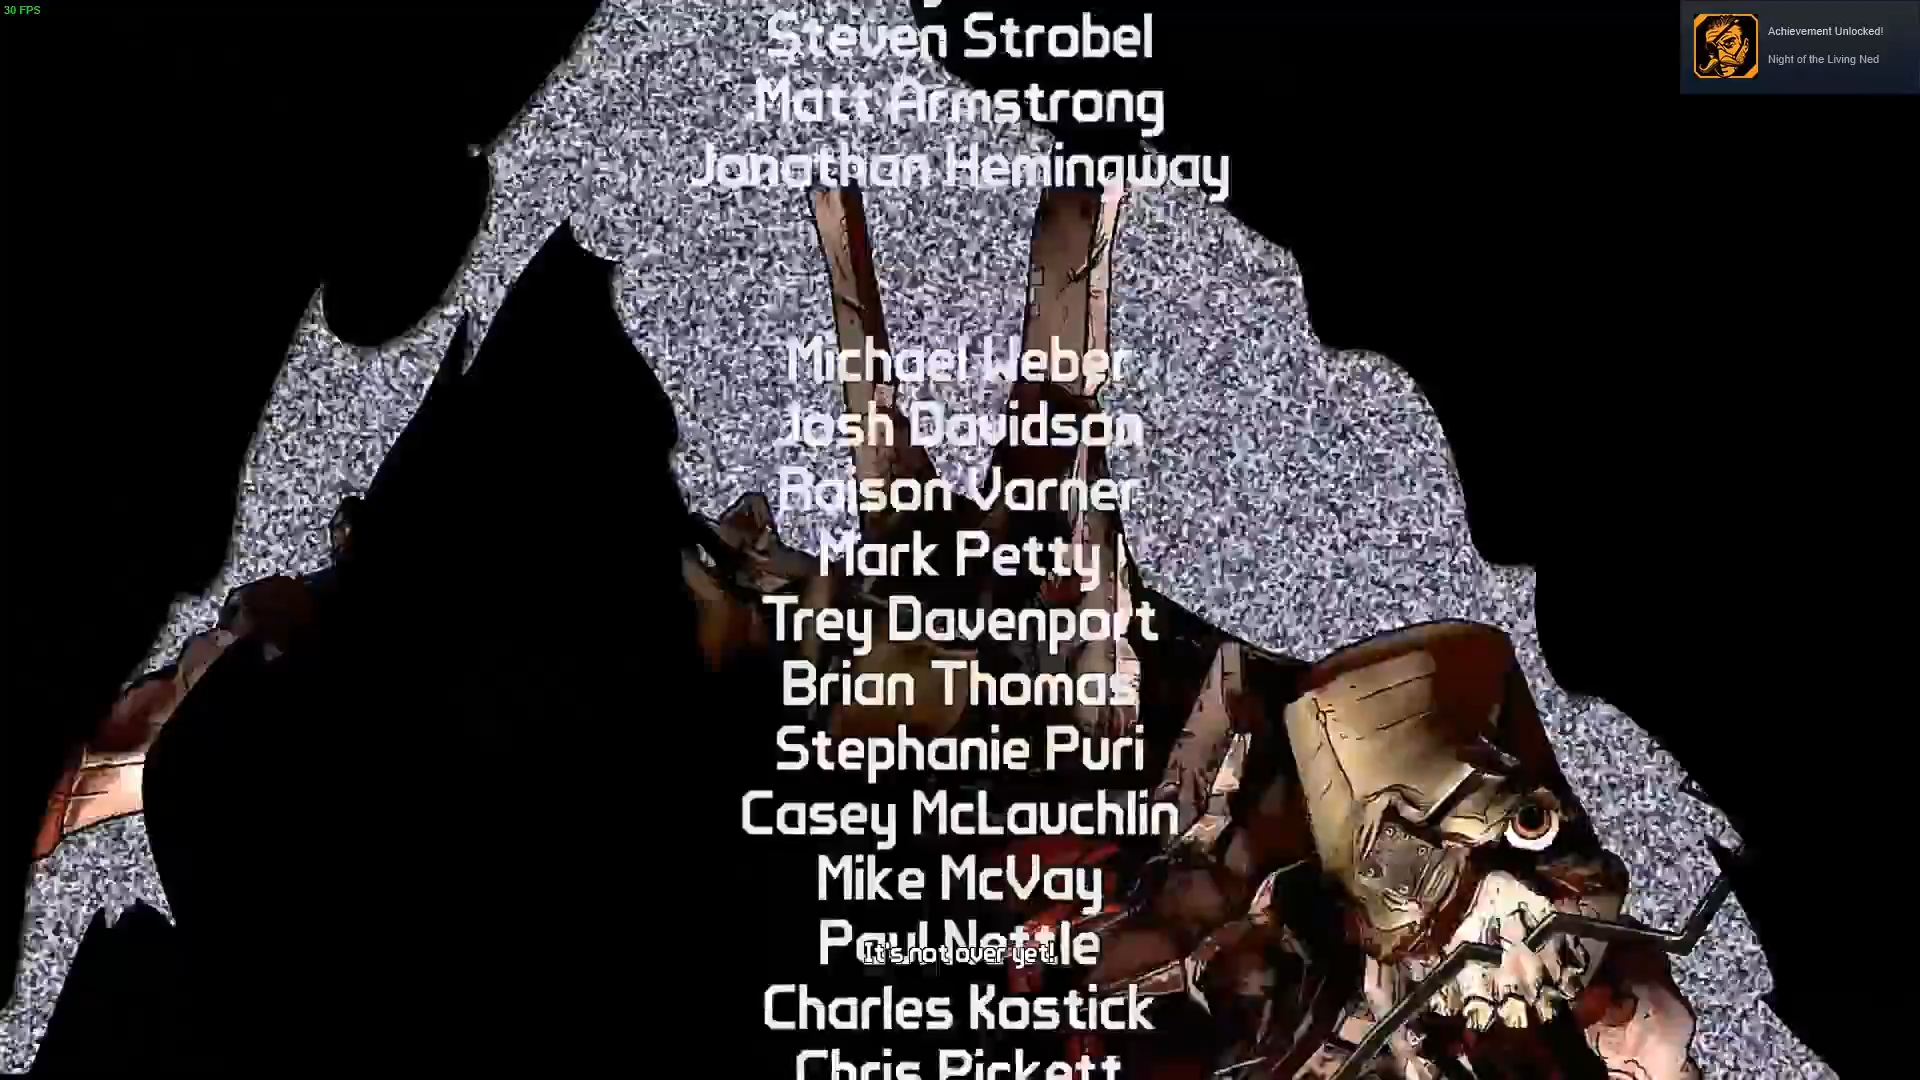 30 FPS
Achievement Unlocked!
Night of the Living Ned
Steven Strobel
Matt Armstrong
Jonathan Hemingway
Michael Weber
Josh Davidson
Raison Varner
Mark Petty
Trey Davenport
Brian Thomas
Stephanie Puri
Casey McLauchlin
Mike McVay
Paul Nettle
It's not over yet!
Charles Kostick
Chris Pickett